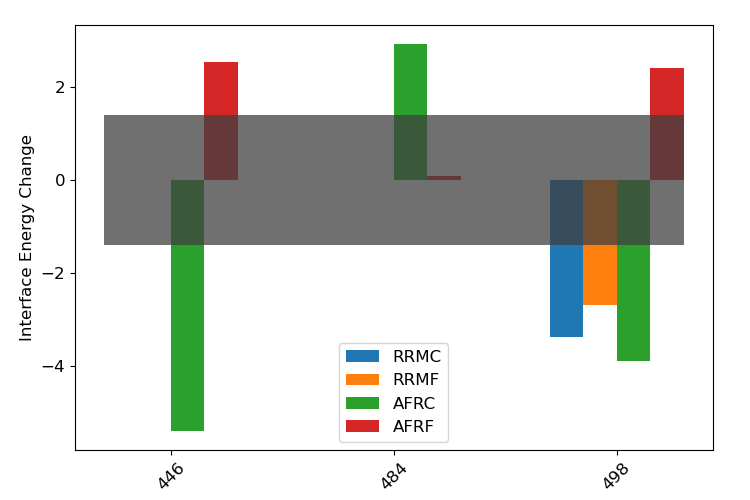 Interface Energy Change
2
0
−2
−4
RRMC
RRMF
AFRC
AFRF
446
484
498